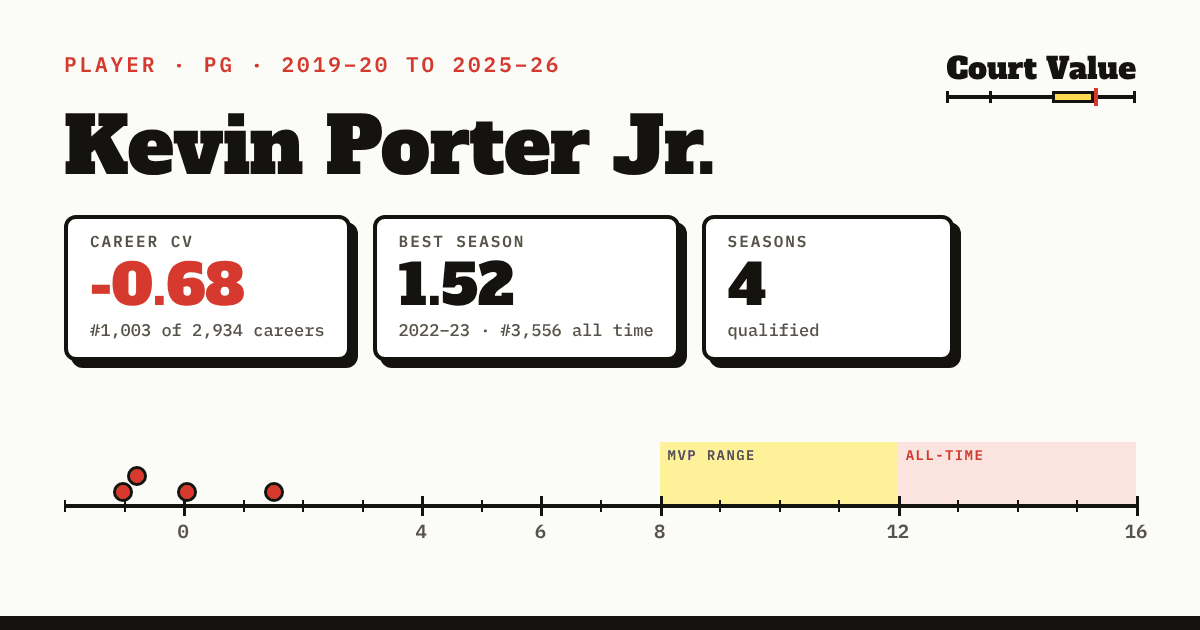 PLAYER · PG · 2019–20 TO 2025–26
Court Value
Kevin Porter Jr.
CAREER CV
-0.68
#1,003 of 2,934 careers
BEST SEASON
1.52
2022–23 · #3,556 all time
SEASONS
4
qualified
MVP RANGE
ALL-TIME
0 4 6 8 12 16